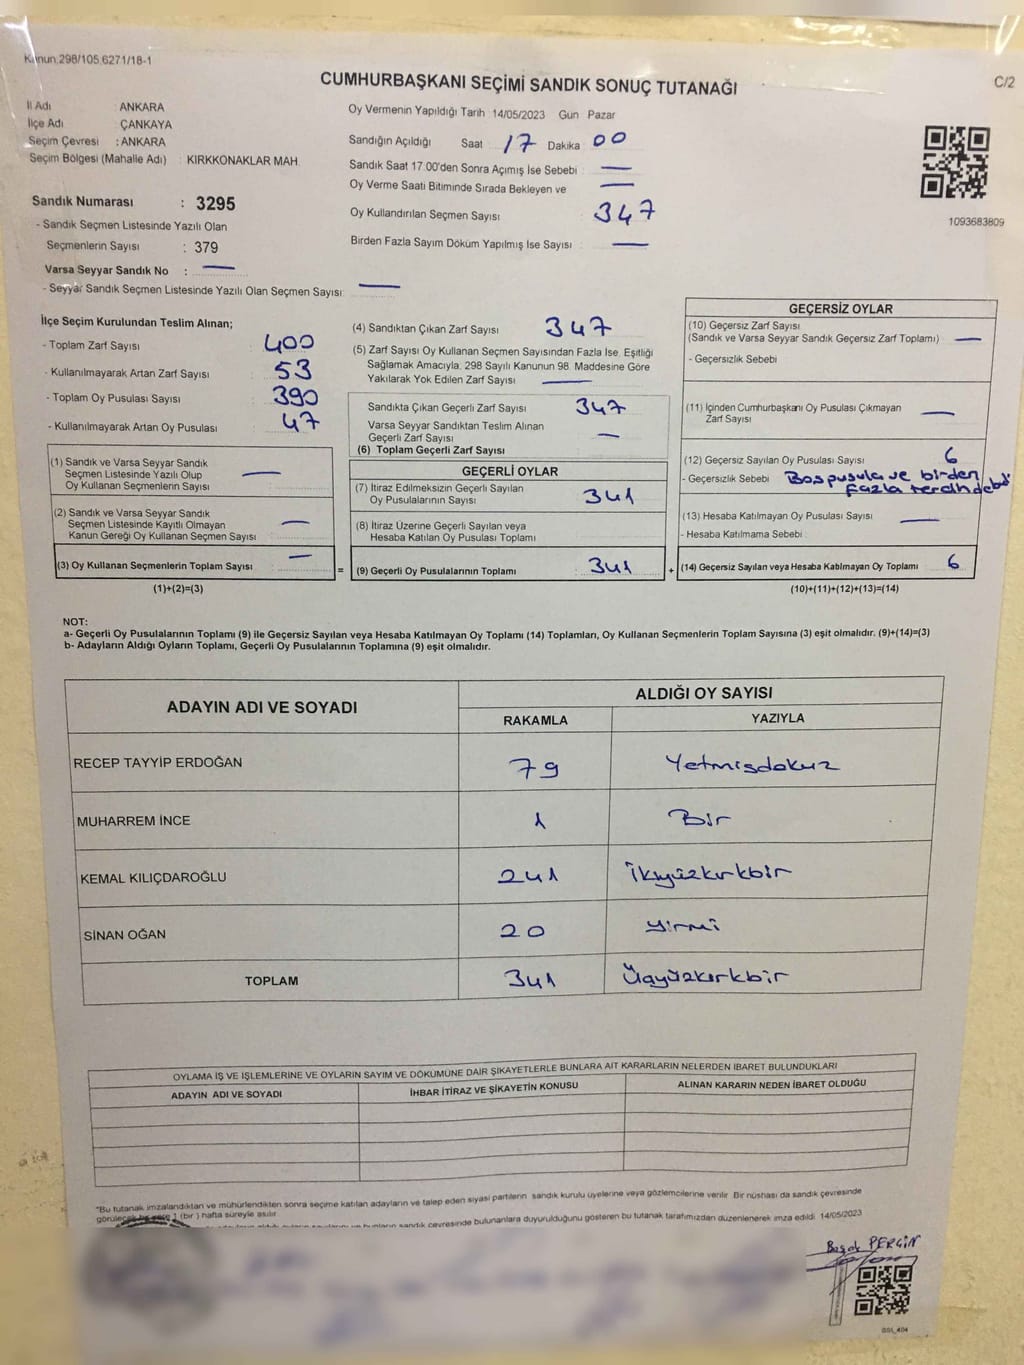 Kanun:298/105,6271/18-1
CUMHURBAŞKANI SEÇİMİ SANDIK SONUÇ TUTANAĞI
C/2
İl Adı : ANKARA
İlçe Adı : ÇANKAYA
Seçim Çevresi : ANKARA
Seçim Bölgesi (Mahalle Adı) : KIRKKONAKLAR MAH.
Sandık Numarası : 3295
- Sandık Seçmen Listesinde Yazılı Olan
Seçmenlerin Sayısı : 379
Varsa Seyyar Sandık No : —
- Seyyar Sandık Seçmen Listesinde Yazılı Olan Seçmen Sayısı: —
Oy Vermenin Yapıldığı Tarih 14/05/2023 Gün Pazar
Sandığın Açıldığı Saat 17 Dakika 00
Sandık Saat 17:00'den Sonra Açımış İse Sebebi : —
Oy Verme Saati Bitiminde Sırada Bekleyen ve —
Oy Kullandırılan Seçmen Sayısı : 347
Birden Fazla Sayım Döküm Yapılmış İse Sayısı : —
1093683809
İlçe Seçim Kurulundan Teslim Alınan;
- Toplam Zarf Sayısı : 400
- Kullanılmayarak Artan Zarf Sayısı : 53
- Toplam Oy Pusulası Sayısı : 390
- Kullanılmayarak Artan Oy Pusulası : 47
(1) Sandık ve Varsa Seyyar Sandık
Seçmen Listesinde Yazılı Olup
Oy Kullanan Seçmenlerin Sayısı —
(2) Sandık ve Varsa Seyyar Sandık
Seçmen Listesinde Kayıtlı Olmayan
Kanun Gereği Oy Kullanan Seçmen Sayısı —
(3) Oy Kullanan Seçmenlerin Toplam Sayısı —
(1)+(2)=(3)
(4) Sandıktan Çıkan Zarf Sayısı : 347
(5) Zarf Sayısı Oy Kullanan Seçmen Sayısından Fazla İse, Eşitliği
Sağlamak Amacıyla, 298 Sayılı Kanunun 98. Maddesine Göre
Yakılarak Yok Edilen Zarf Sayısı : —
Sandıkta Çıkan Geçerli Zarf Sayısı : 347
Varsa Seyyar Sandıktan Teslim Alınan
Geçerli Zarf Sayısı : —
(6) Toplam Geçerli Zarf Sayısı :
GEÇERLİ OYLAR
(7) İtiraz Edilmeksizin Geçerli Sayılan
Oy Pusulalarının Sayısı : 341
(8) İtiraz Üzerine Geçerli Sayılan veya
Hesaba Katılan Oy Pusulası Toplamı :
= (9) Geçerli Oy Pusulalarının Toplamı : 341
GEÇERSİZ OYLAR
(10) Geçersiz Zarf Sayısı
(Sandık ve Varsa Seyyar Sandık Geçersiz Zarf Toplamı) : —
- Geçersizlik Sebebi
(11) İçinden Cumhurbaşkanı Oy Pusulası Çıkmayan
Zarf Sayısı : —
(12) Geçersiz Sayılan Oy Pusulası Sayısı : 6
- Geçersizlik Sebebi : Bos pusula ve birden
fazla tercih
(13) Hesaba Katılmayan Oy Pusulası Sayısı : —
- Hesaba Katılmama Sebebi :
+ (14) Geçersiz Sayılan veya Hesaba Katılmayan Oy Toplamı 6
(10)+(11)+(12)+(13)=(14)
NOT:
a- Geçerli Oy Pusulalarının Toplamı (9) ile Geçersiz Sayılan veya Hesaba Katılmayan Oy Toplamı (14) Toplamları, Oy Kullanan Seçmenlerin Toplam Sayısına (3) eşit olmalıdır. (9)+(14)=(3)
b- Adayların Aldığı Oyların Toplamı, Geçerli Oy Pusulalarının Toplamına (9) eşit olmalıdır.
ADAYIN ADI VE SOYADI
ALDIĞI OY SAYISI
RAKAMLA YAZIYLA
RECEP TAYYİP ERDOĞAN 79 Yetmisdokuz
MUHARREM İNCE 1 Bir
KEMAL KILIÇDAROĞLU 241 İkiyüzkırkbir
SİNAN OĞAN 20 yirmi
TOPLAM 341 Üçyüzkırkbir
OYLAMA İŞ VE İŞLEMLERİNE VE OYLARIN SAYIM VE DÖKÜMÜNE DAİR ŞİKAYETLERLE BUNLARA AİT KARARLARIN NELERDEN İBARET BULUNDUKLARI
ADAYIN ADI VE SOYADI İHBAR İTİRAZ VE ŞİKAYETİN KONUSU ALINAN KARARIN NEDEN İBARET OLDUĞU
"Bu tutanak imzalandıktan ve mühürlendikten sonra seçime katılan adayların ve talep eden siyasi partilerin sandık kurulu üyelerine veya gözlemcilerine verilir. Bir nüshası da sandık çevresinde
görülecek bir yere 1 (bir ) hafta süreyle asılır.
sandık çevresinde bulunanlara duyurulduğunu gösteren bu tutanak tarafımızdan düzenlenerek imza edildi. 14/05/2023
Başak PERÇİN